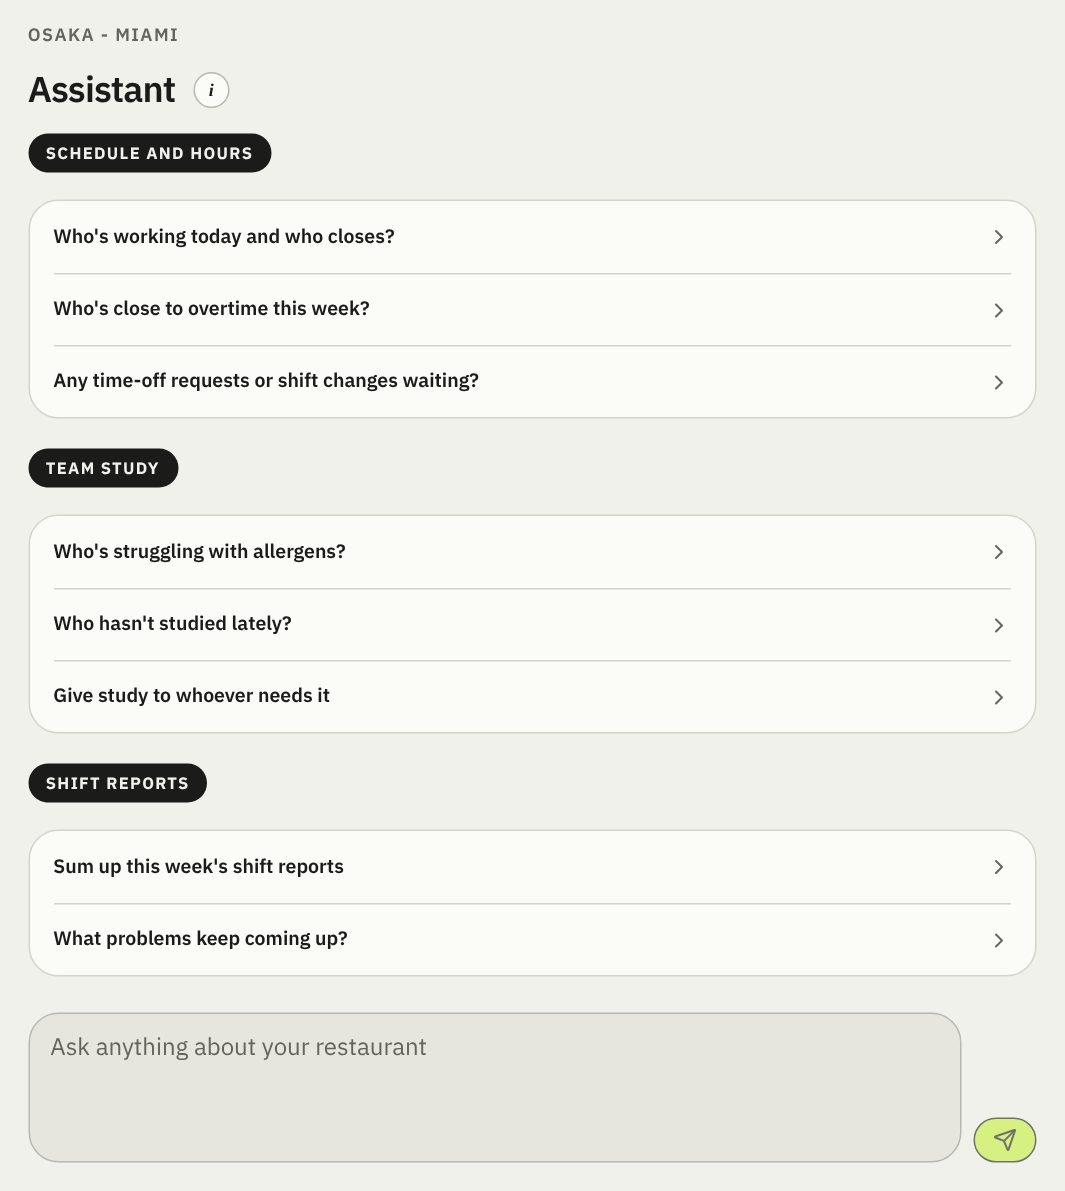 OSAKA - MIAMI
Assistant i
SCHEDULE AND HOURS
Who's working today and who closes?
Who's close to overtime this week?
Any time-off requests or shift changes waiting?
TEAM STUDY
Who's struggling with allergens?
Who hasn't studied lately?
Give study to whoever needs it
SHIFT REPORTS
Sum up this week's shift reports
What problems keep coming up?
Ask anything about your restaurant